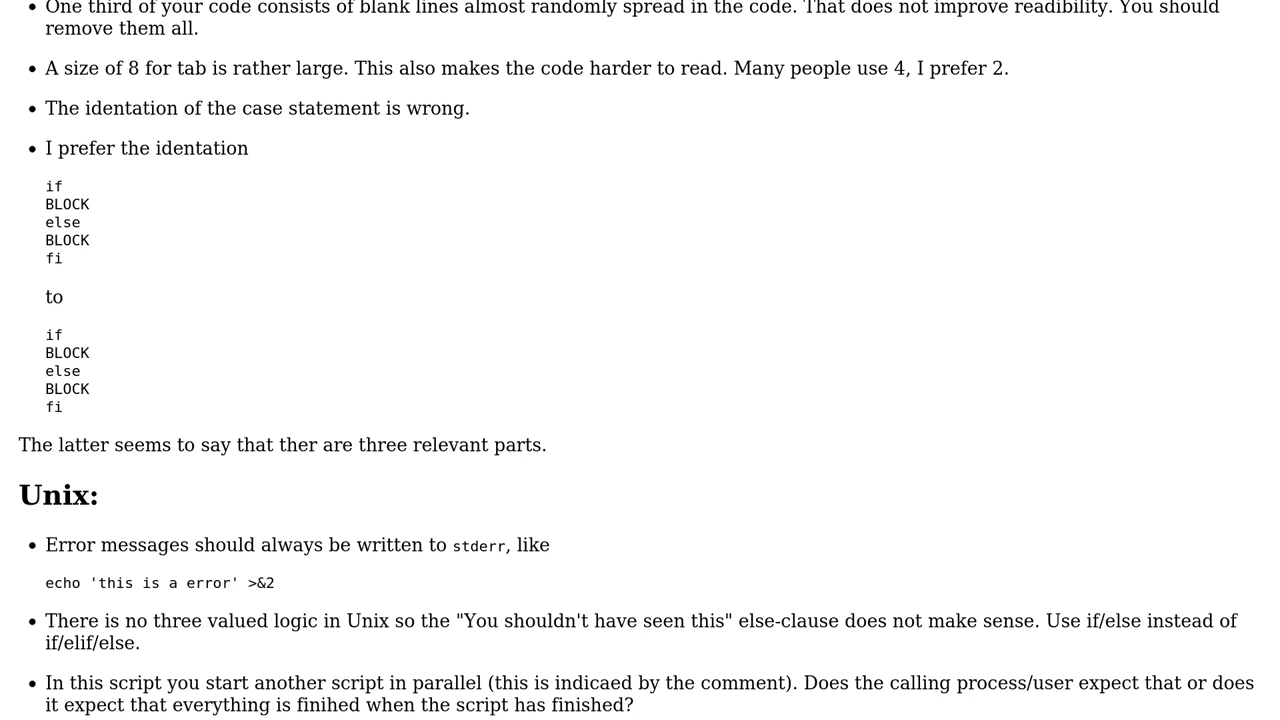 • One third of your code consists of blank lines almost randomly spread in the code. That does not improve readibility. You should
remove them all.
• A size of 8 for tab is rather large. This also makes the code harder to read. Many people use 4, I prefer 2.
• The identation of the case statement is wrong.
• I prefer the identation
if
BLOCK
else
BLOCK
fi
to
if
BLOCK
else
BLOCK
fi
The latter seems to say that ther are three relevant parts.
Unix:
• Error messages should always be written to stderr, like
echo 'this is a error' >&2
• There is no three valued logic in Unix so the "You shouldn't have seen this" else-clause does not make sense. Use if/else instead of
if/elif/else.
• In this script you start another script in parallel (this is indicaed by the comment). Does the calling process/user expect that or does
it expect that everything is finihed when the script has finished?